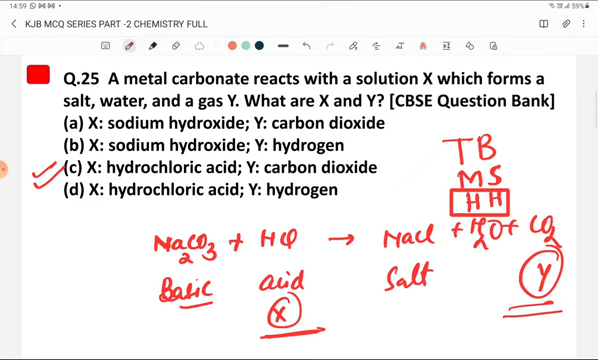 14:59
59%
KJB MCQ SERIES PART -2 CHEMISTRY FULL
Q.25 A metal carbonate reacts with a solution X which forms a
salt, water, and a gas Y. What are X and Y? [CBSE Question Bank]
(a) X: sodium hydroxide; Y: carbon dioxide
(b) X: sodium hydroxide; Y: hydrogen
(c) X: hydrochloric acid; Y: carbon dioxide
(d) X: hydrochloric acid; Y: hydrogen
TB
MS
HH
Na2CO3 + HCl → NaCl + H2O + CO2
Basic acid Salt Y
X